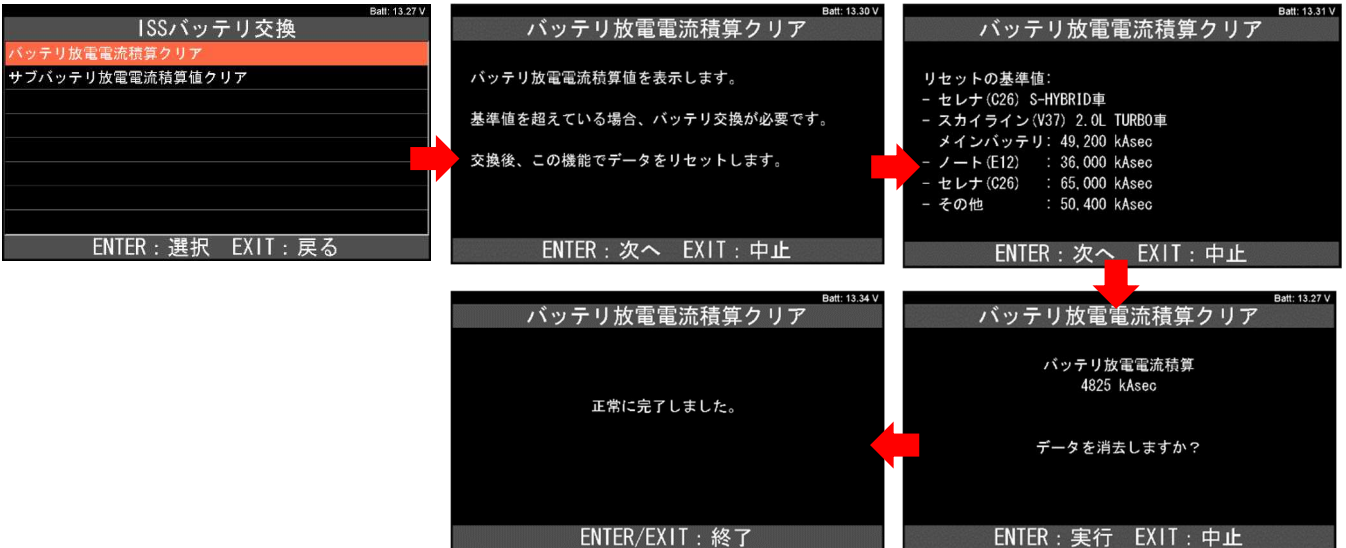 Batt: 13.27 V
ISSバッテリ交換
バッテリ放電電流積算クリア
サブバッテリ放電電流積算値クリア
ENTER：選択　EXIT：戻る
Batt: 13.30 V
バッテリ放電電流積算クリア
バッテリ放電電流積算値を表示します。
基準値を超えている場合、バッテリ交換が必要です。
交換後、この機能でデータをリセットします。
ENTER：次へ　EXIT：中止
Batt: 13.31 V
バッテリ放電電流積算クリア
リセットの基準値:
- セレナ(C26) S-HYBRID車
- スカイライン(V37) 2.0L TURBO車
メインバッテリ: 49,200 kAsec
- ノート(E12)　: 36,000 kAsec
- セレナ(C26)　: 65,000 kAsec
- その他　: 50,400 kAsec
ENTER：次へ　EXIT：中止
Batt: 13.27 V
バッテリ放電電流積算クリア
バッテリ放電電流積算
4825 kAsec
データを消去しますか？
ENTER：実行　EXIT：中止
Batt: 13.34 V
バッテリ放電電流積算クリア
正常に完了しました。
ENTER/EXIT：終了